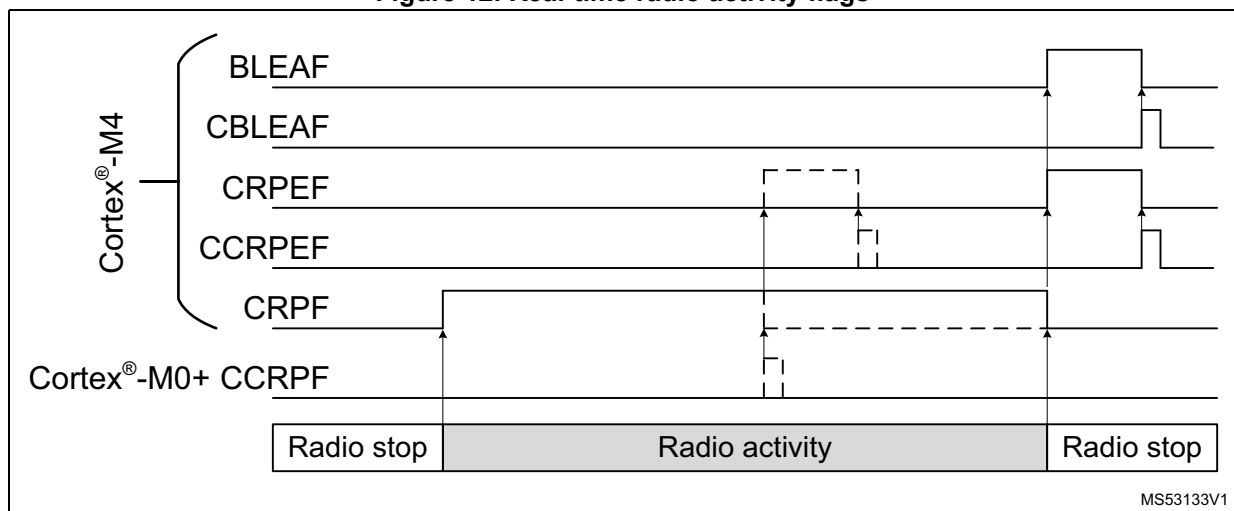 Figure 12. Real time radio activity flags
BLEAF
CBLEAF
CRPEF
CCRPEF
CRPF
Cortex®-M4
Cortex®-M0+ CCRPF
Radio stop Radio activity Radio stop
MS53133V1